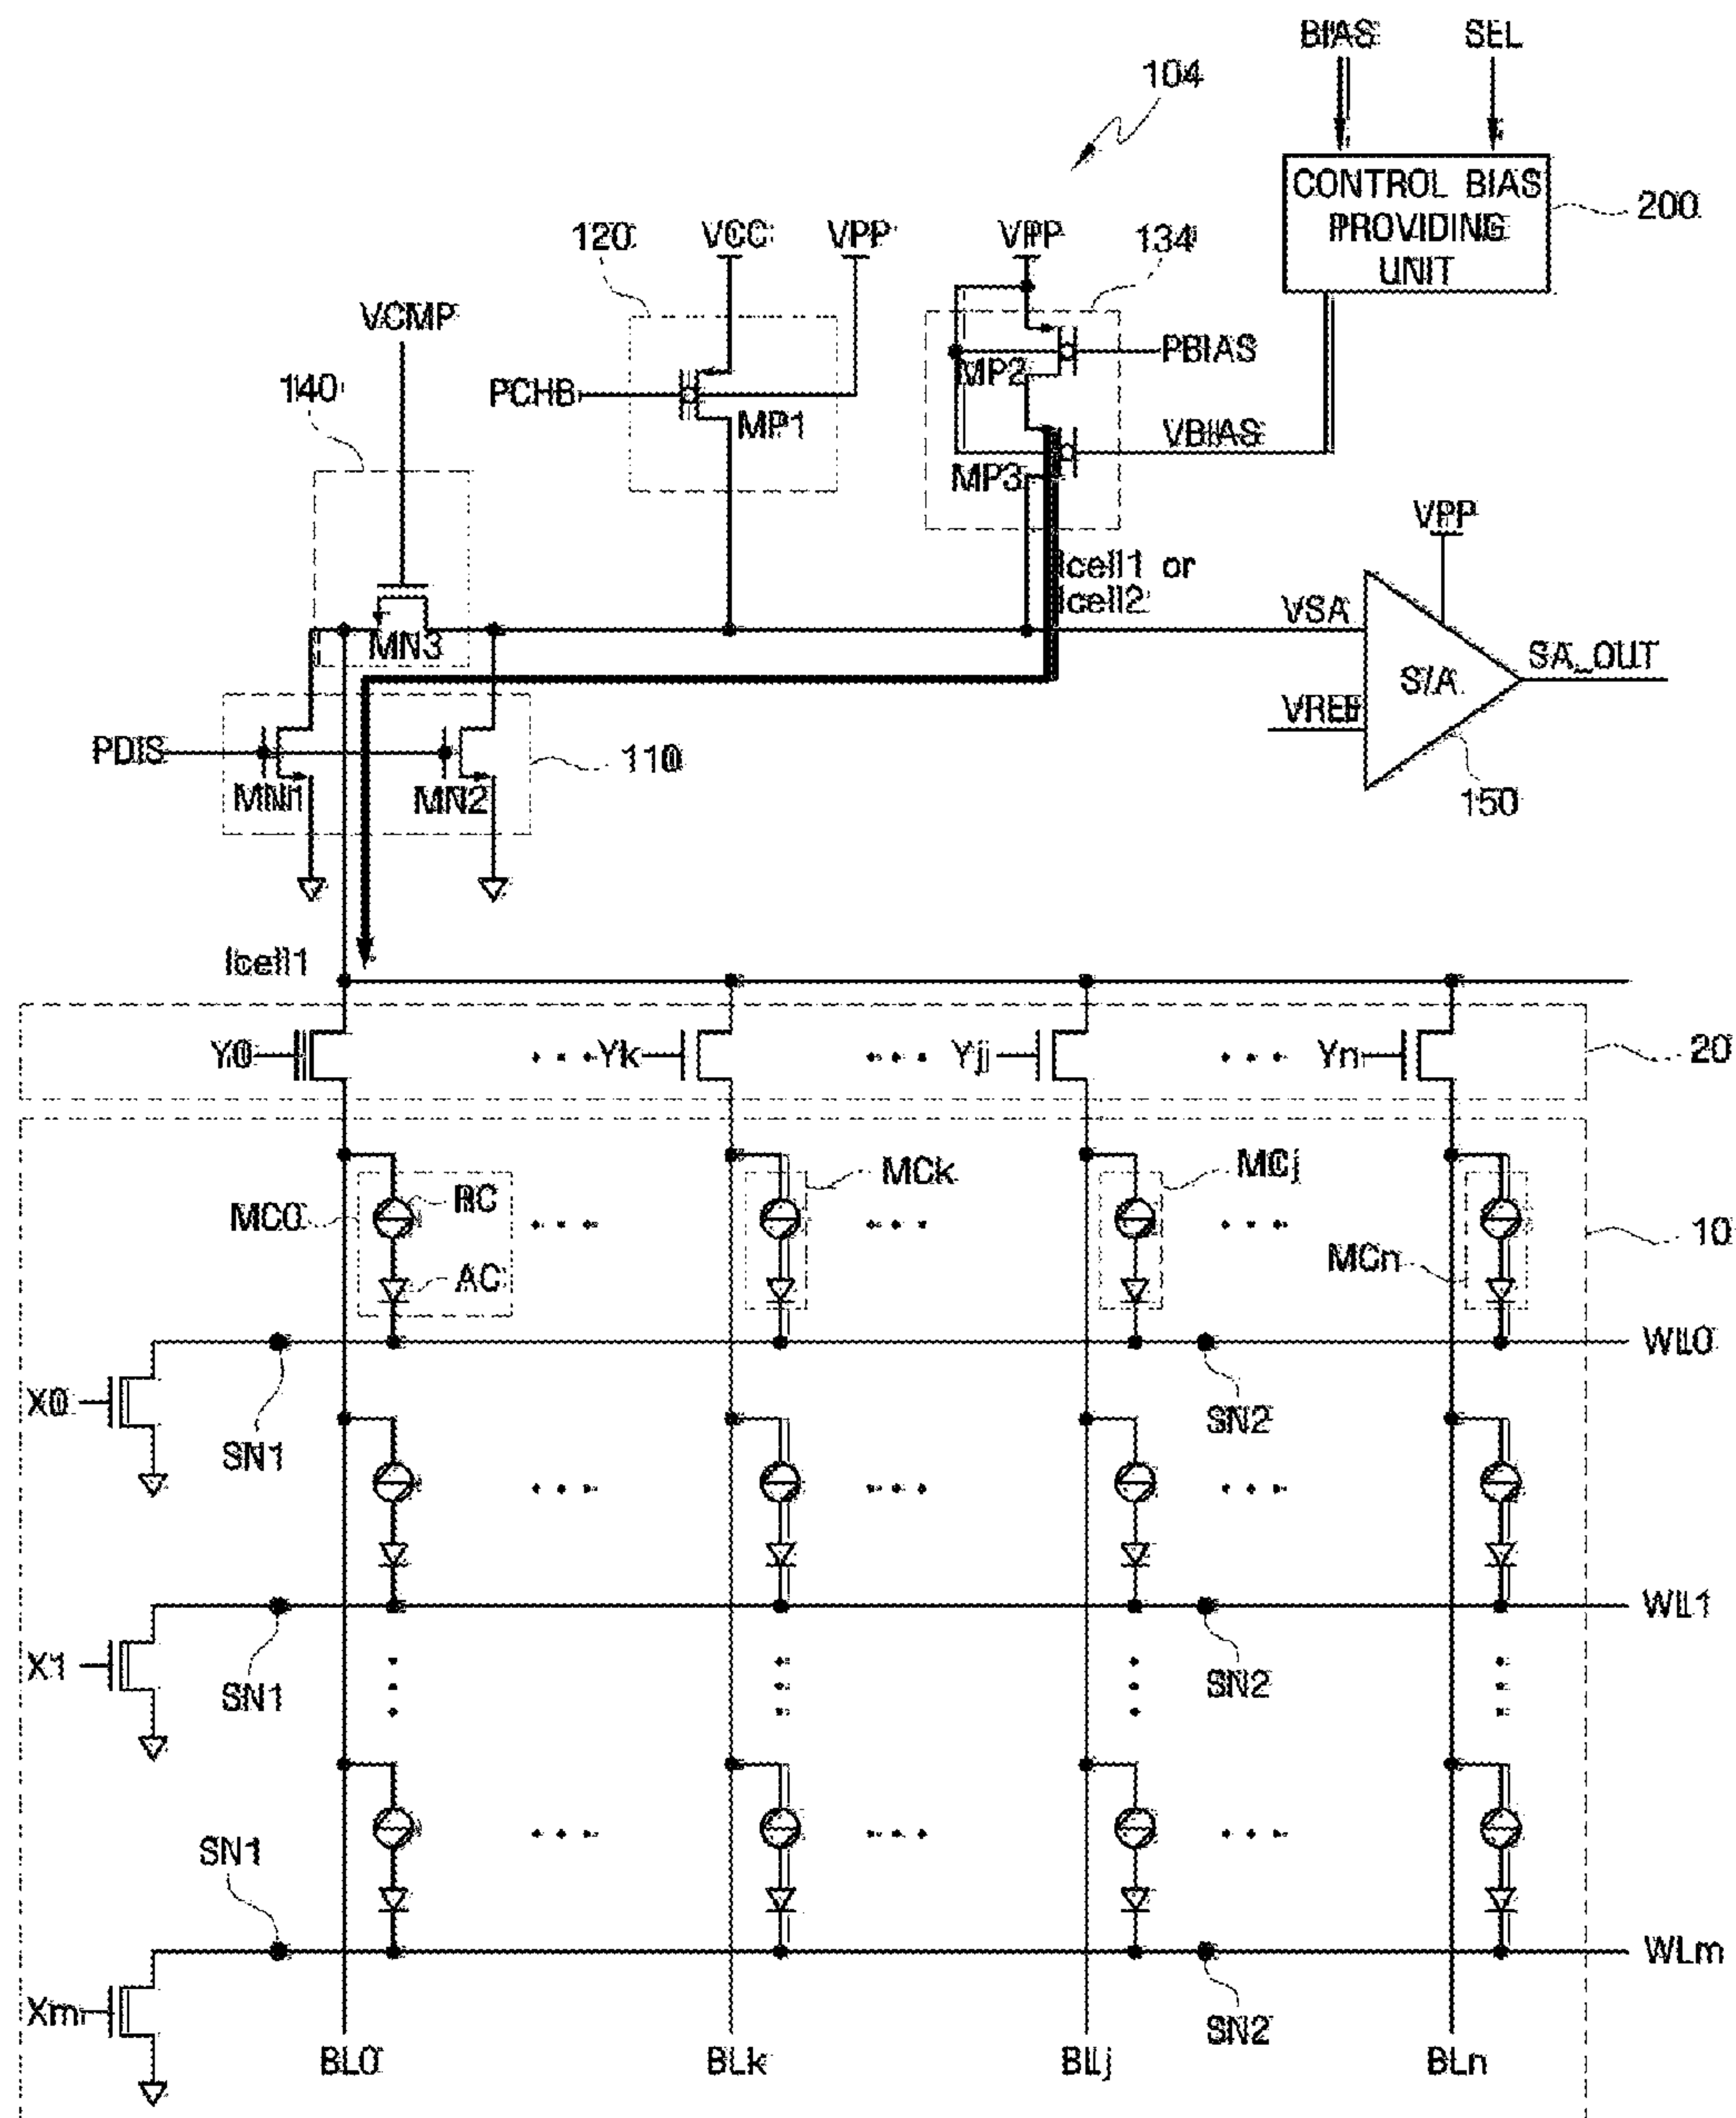 BIAS SEL
104
CONTROL BIAS
PROVIDING
UNIT
200
120 VCC VPP VPP 134
VCMP
PBIAS
MP2
140
PCHB
MP1
VBIAS
MP3
VPP
Icell1 or
Icell2
VSA
MN3
SA_OUT
S/A
VREF
PDIS
110
MN1 MN2
150
Icell1
Y0 Yk Yj Yn 20
MCk MCj
RC
MC0 10
MCn
AC
WL0
X0
SN1 SN2
WL1
X1
SN1 SN2
SN1
WLm
Xm
SN2
BL0 BLk BLj BLn